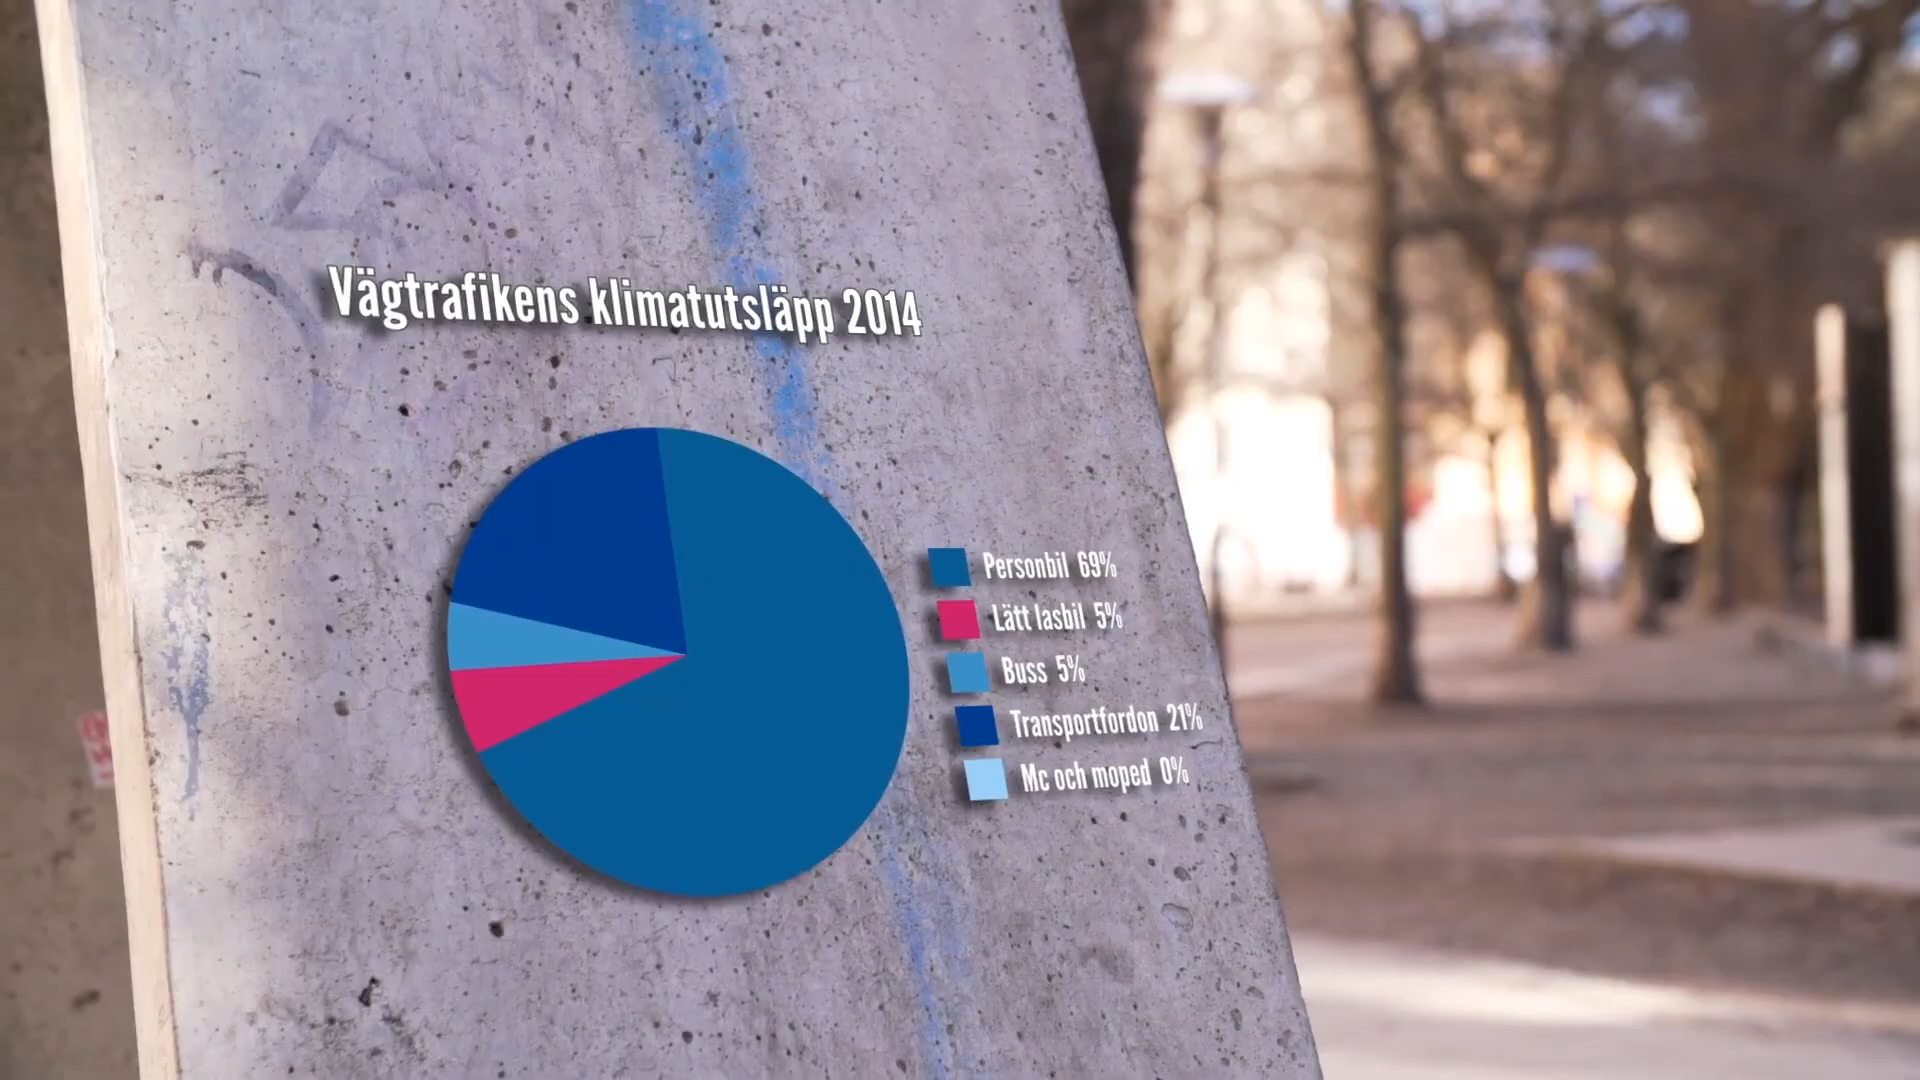 Vägtrafikens klimatutsläpp 2014
Personbil 69%
Lätt lasbil 5%
Buss 5%
Transportfordon 21%
Mc och moped 0%